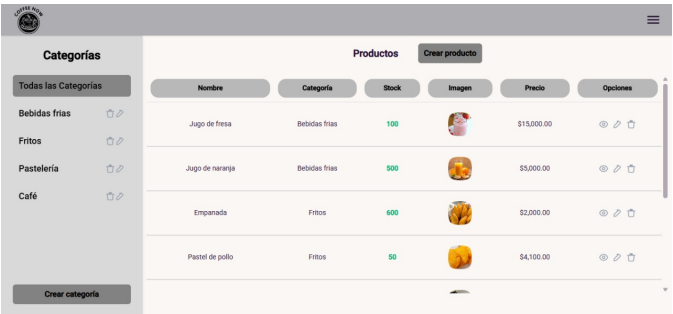 COFFEE NOW
Categorías
Productos
Crear producto
Todas las Categorías
Nombre
Categoría
Stock
Imagen
Precio
Opciones
Bebidas frias
Jugo de fresa
Bebidas frias
100
$15,000.00
Fritos
Pastelería
Jugo de naranja
Bebidas frias
500
$5,000.00
Café
Empanada
Fritos
600
$2,000.00
Pastel de pollo
Fritos
50
$4,100.00
Crear categoría